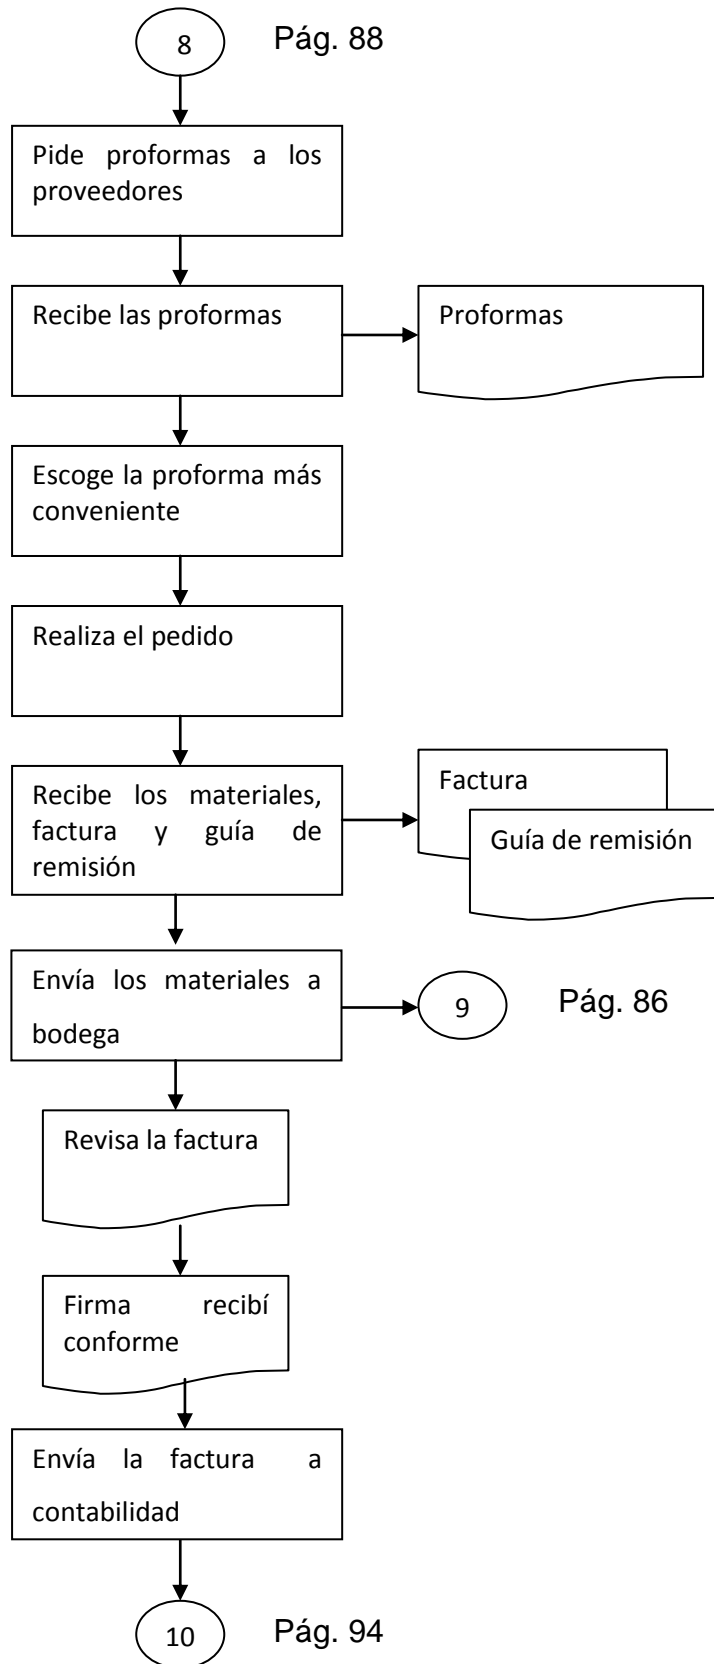 8 Pág. 88
Pide proformas a los
proveedores
Recibe las proformas
Proformas
Escoge la proforma más
conveniente
Realiza el pedido
Recibe los materiales,
factura y guía de
remisión
Factura
Guía de remisión
Envía los materiales a
bodega
9 Pág. 86
Revisa la factura
Firma recibí
conforme
Envía la factura a
contabilidad
10 Pág. 94